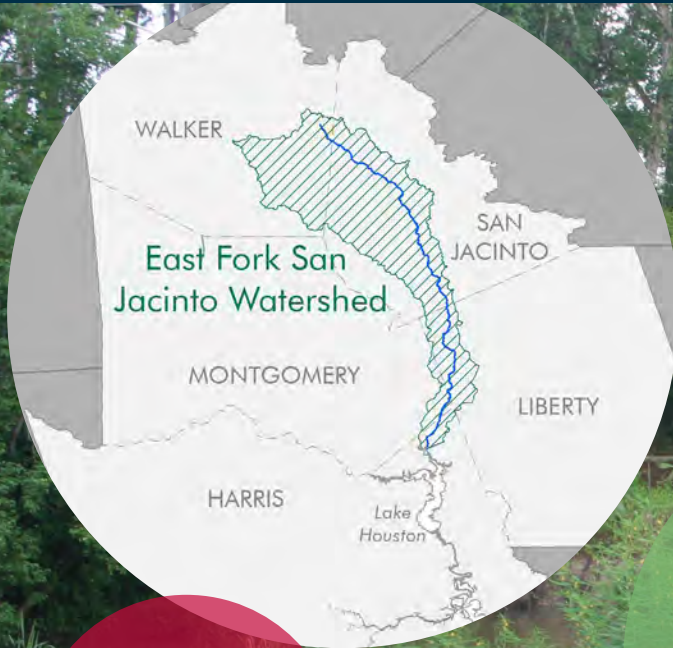 WALKER
SAN
JACINTO
East Fork San
Jacinto Watershed
MONTGOMERY
LIBERTY
HARRIS
Lake
Houston